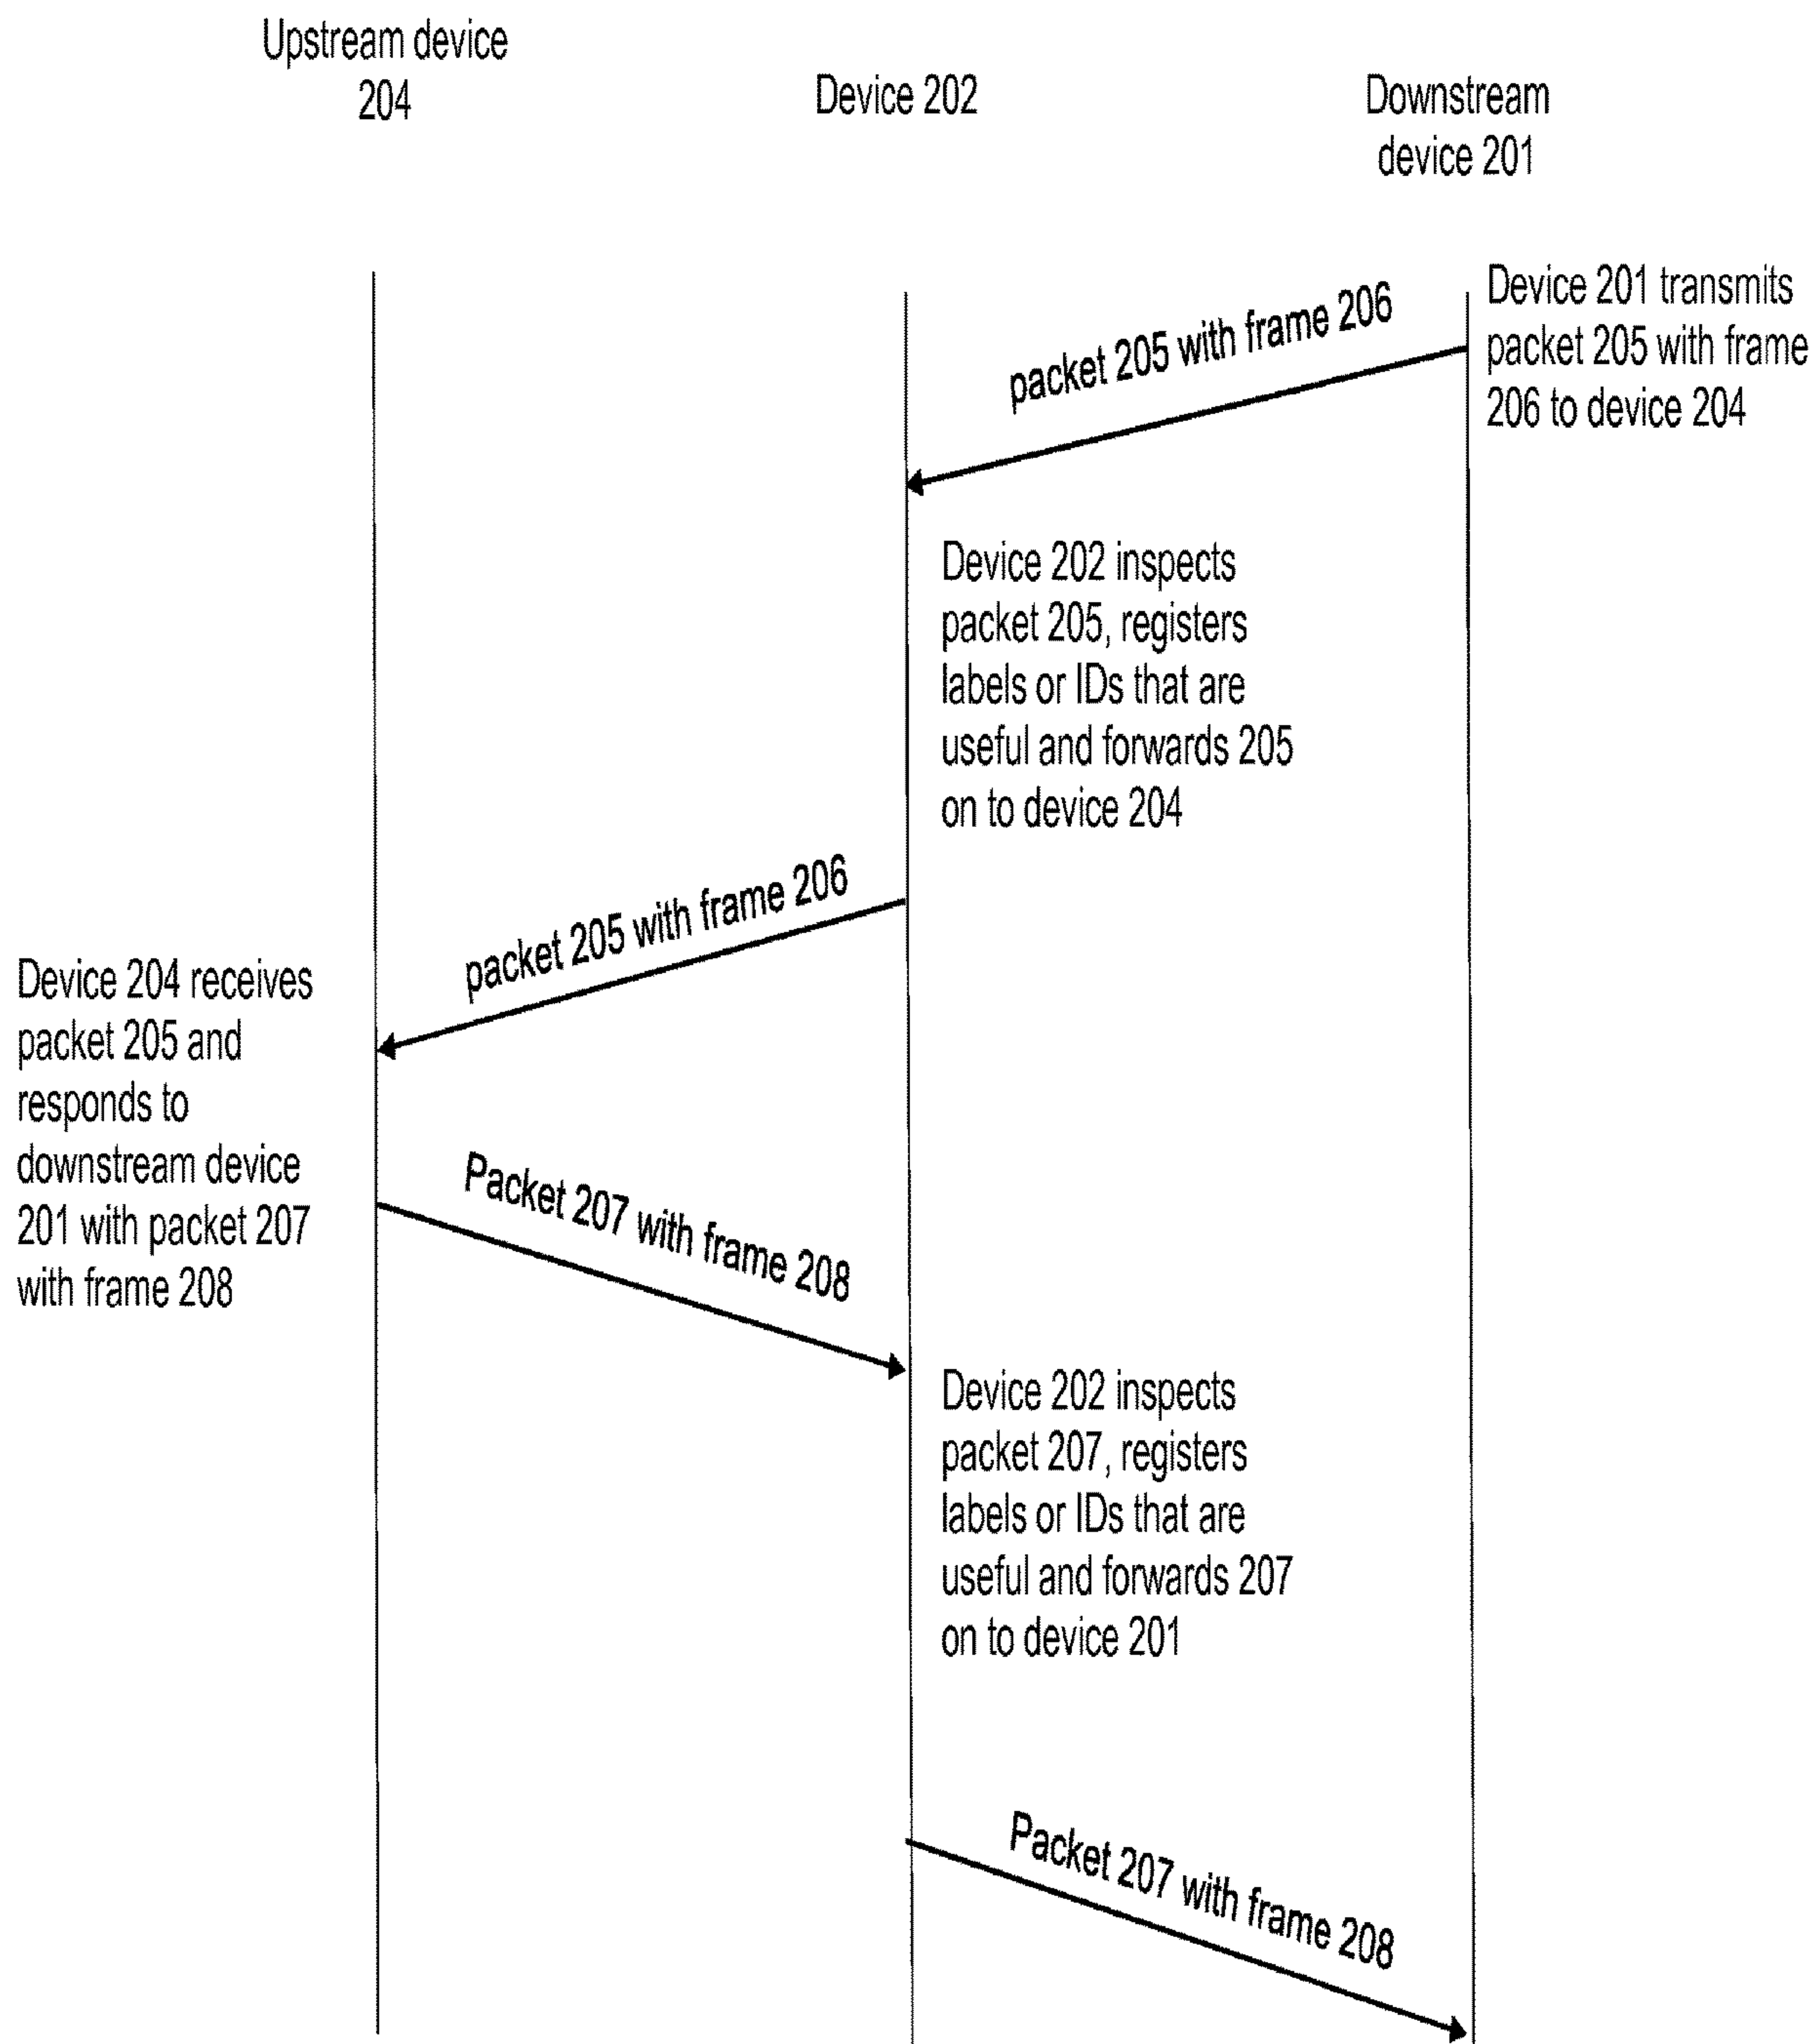 Upstream device
204
Device 202
Downstream
device 201
Device 201 transmits
packet 205 with frame
206 to device 204
packet 205 with frame 206
Device 202 inspects
packet 205, registers
labels or IDs that are
useful and forwards 205
on to device 204
packet 205 with frame 206
Device 204 receives
packet 205 and
responds to
downstream device
201 with packet 207
with frame 208
Packet 207 with frame 208
Device 202 inspects
packet 207, registers
labels or IDs that are
useful and forwards 207
on to device 201
Packet 207 with frame 208